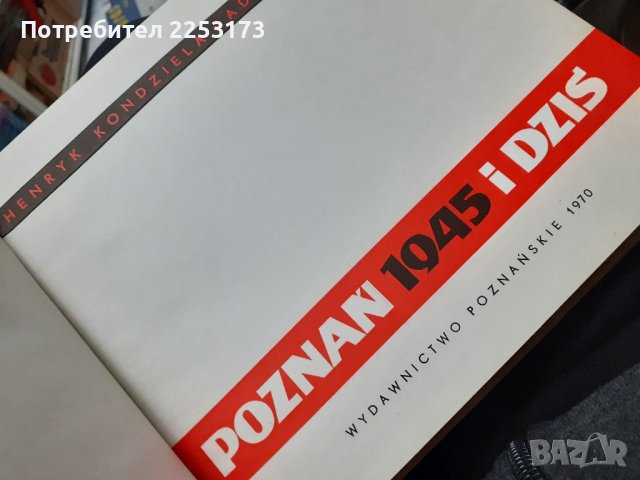 Потребител 2253173
HENRYK KONDZIELA
POZNAŃ 1945 i DZIŚ
WYDAWNICTWO POZNAŃSKIE 1970
BAZAR